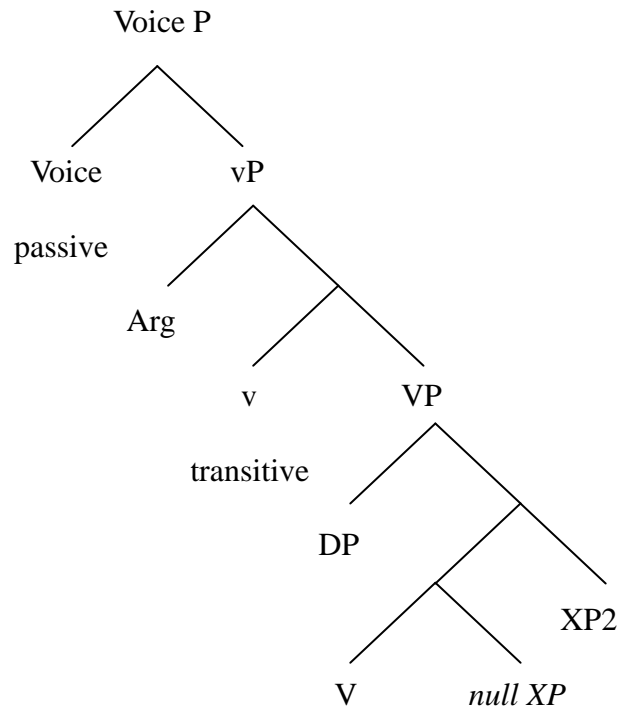 Voice P
Voice vP
passive
Arg
v VP
transitive
DP
XP2
V null XP